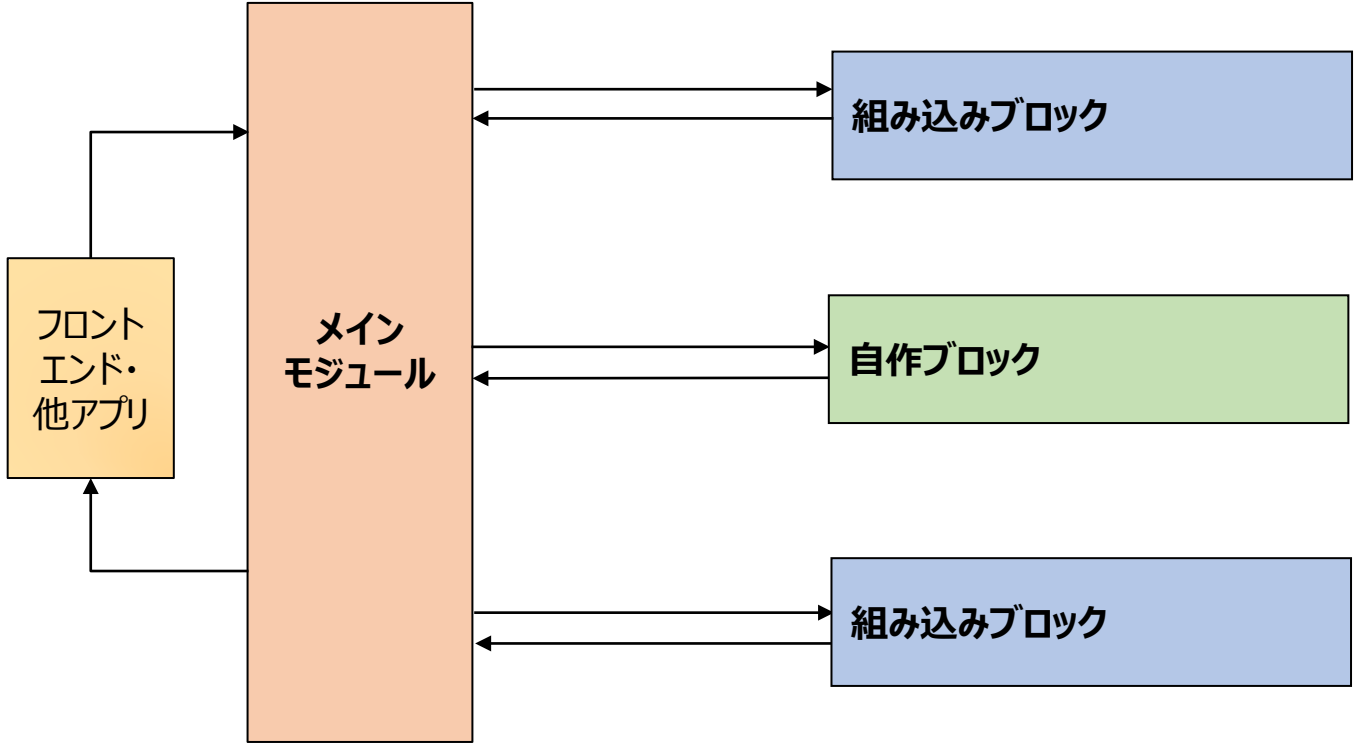 組み込みブロック
フロント
エンド・
他アプリ
メイン
モジュール
自作ブロック
組み込みブロック